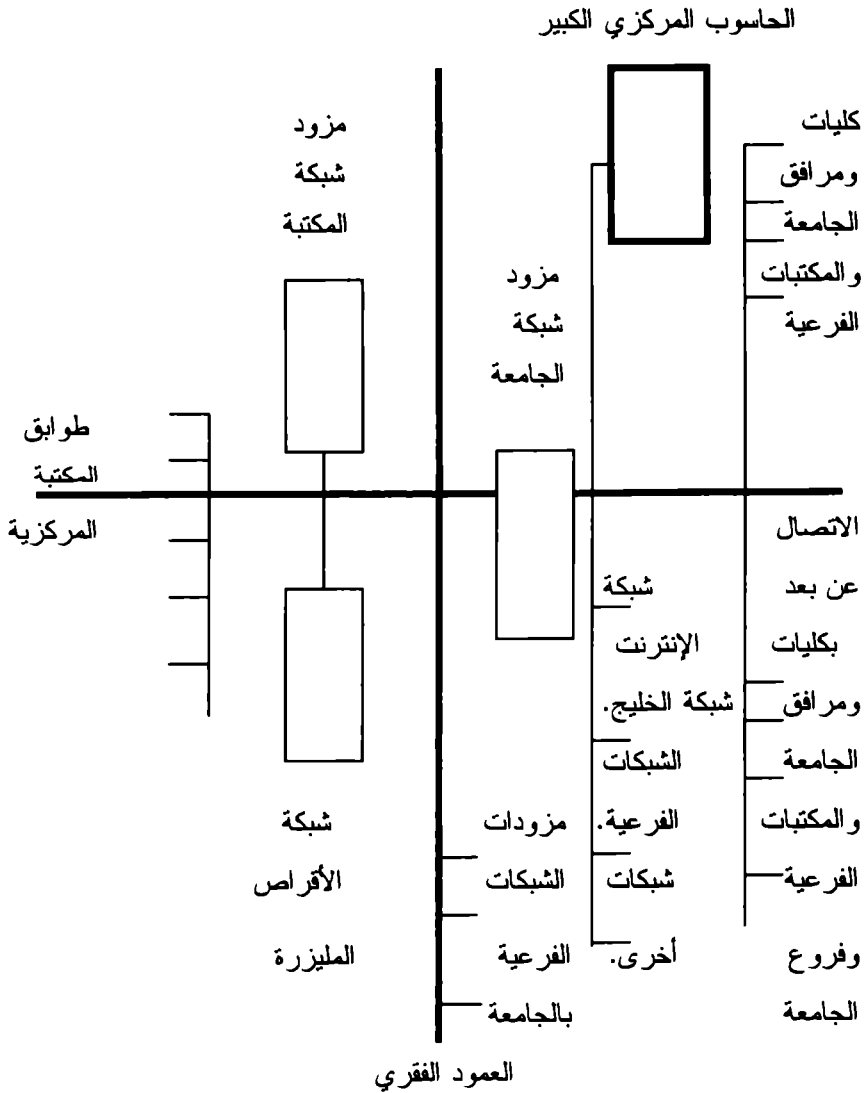 الحاسوب المركزي الكبير
كليات
ومرافق
الجامعة
والمكتبات
الفرعية
مزود
شبكة
الجامعة
مزود
شبكة
المكتبة
طوابق
المكتبة
المركزية
الاتصال
عن بعد
بكليات
ومرافق
الجامعة
والمكتبات
الفرعية
وفروع
الجامعة
شبكة
الإنترنت
شبكة الخليج.
الشبكات
الفرعية.
شبكات
أخرى.
مزودات
الشبكات
الفرعية
بالجامعة
شبكة
الأقراص
المليزرة
العمود الفقري